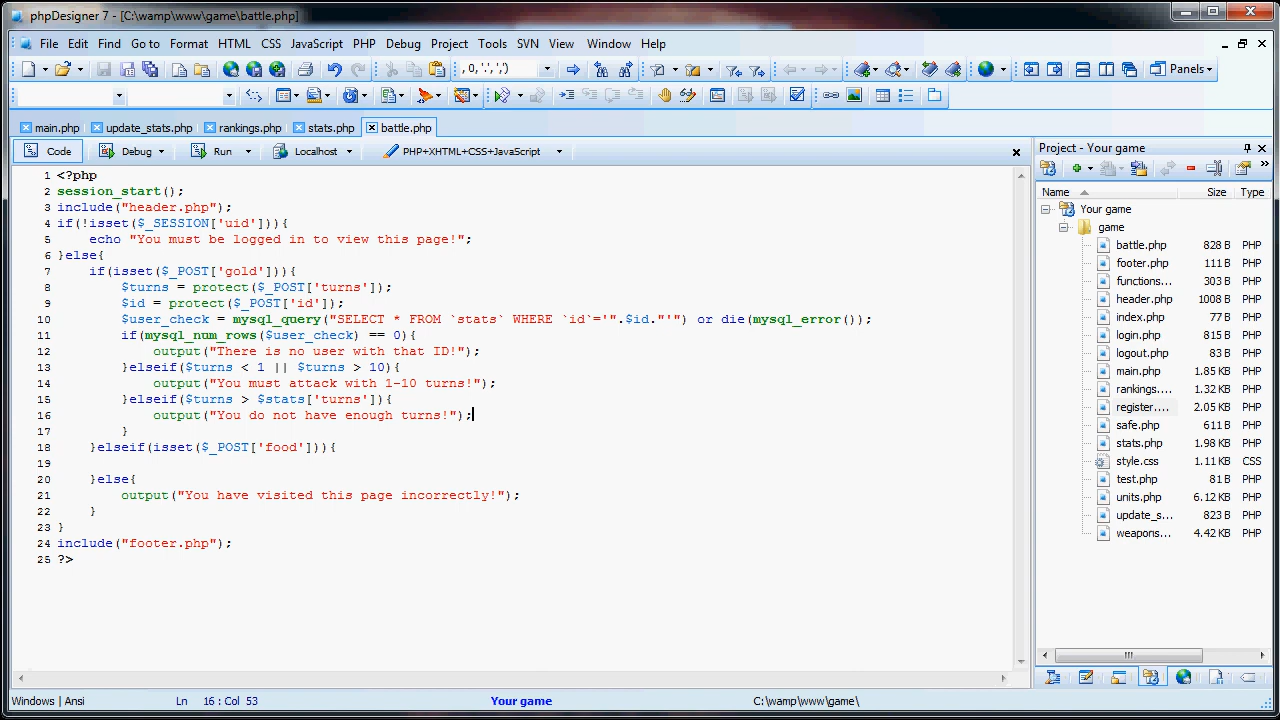 phpDesigner 7 - [C:\wamp\www\game\battle.php]
File Edit Find Go to Format HTML CSS JavaScript PHP Debug Project Tools SVN View Window Help
, 0,'.',',')
Panels
main.php update_stats.php rankings.php stats.php battle.php
Code Debug Run Localhost PHP+XHTML+CSS+JavaScript
1 <?php
2 session_start();
3 include("header.php");
4 if(!isset($_SESSION['uid'])){
5     echo "You must be logged in to view this page!";
6 }else{
7     if(isset($_POST['gold'])){
8         $turns = protect($_POST['turns']);
9         $id = protect($_POST['id']);
10         $user_check = mysql_query("SELECT * FROM `stats` WHERE `id`='".$id."'") or die(mysql_error());
11         if(mysql_num_rows($user_check) == 0){
12             output("There is no user with that ID!");
13         }elseif($turns < 1 || $turns > 10){
14             output("You must attack with 1-10 turns!");
15         }elseif($turns > $stats['turns']){
16             output("You do not have enough turns!");
17         }
18     }elseif(isset($_POST['food'])){
19
20     }else{
21         output("You have visited this page incorrectly!");
22     }
23 }
24 include("footer.php");
25 ?>
Project - Your game
Name Size Type
Your game
game
battle.php 828 B PHP
footer.php 111 B PHP
functions... 303 B PHP
header.php 1008 B PHP
index.php 77 B PHP
login.php 815 B PHP
logout.php 83 B PHP
main.php 1.85 KB PHP
rankings.... 1.32 KB PHP
register.... 2.05 KB PHP
safe.php 611 B PHP
stats.php 1.98 KB PHP
style.css 1.11 KB CSS
test.php 81 B PHP
units.php 6.12 KB PHP
update_s... 823 B PHP
weapons... 4.42 KB PHP
Windows | Ansi Ln 16 : Col 53 Your game C:\wamp\www\game\